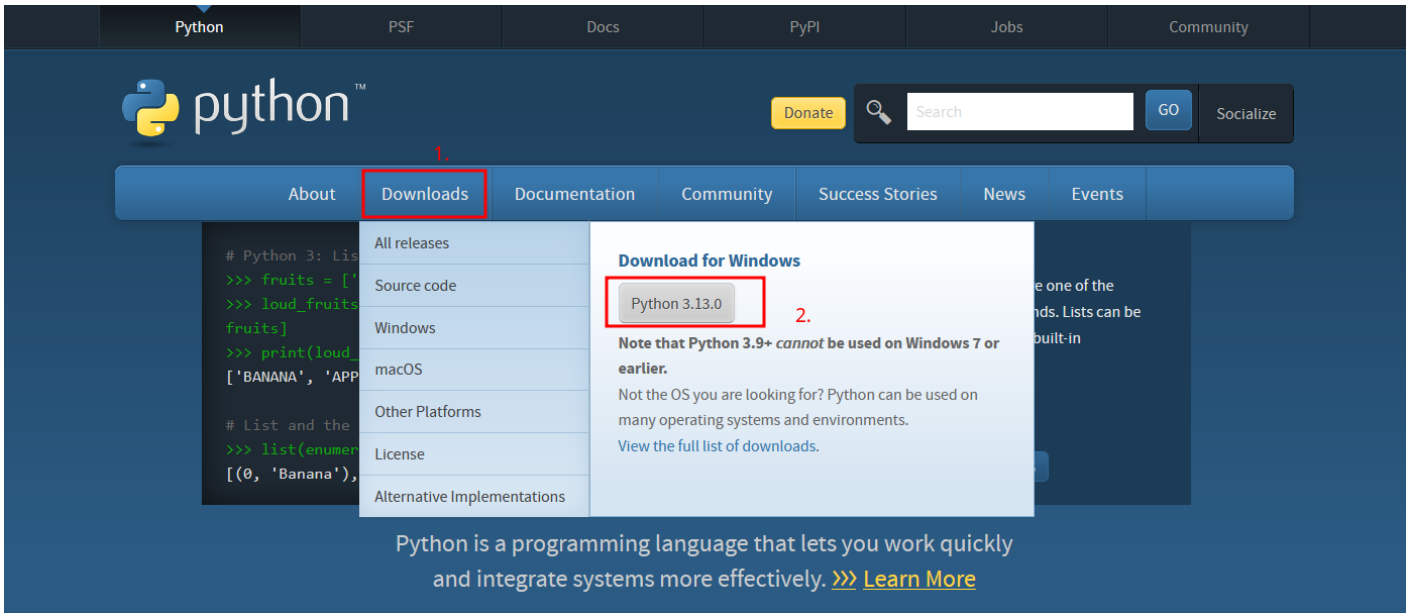 Python PSF Docs PyPI Jobs Community
python™
Donate Search GO Socialize
1.
About Downloads Documentation Community Success Stories News Events
# Python 3: Lis
>>> fruits = ['
>>> loud_fruits
fruits]
>>> print(loud_
['BANANA', 'APP
# List and the
>>> list(enumer
[(0, 'Banana'),
All releases
Source code
Windows
macOS
Other Platforms
License
Alternative Implementations
Download for Windows
Python 3.13.0
2.
Note that Python 3.9+ cannot be used on Windows 7 or
earlier.
Not the OS you are looking for? Python can be used on
many operating systems and environments.
View the full list of downloads.
one of the
Lists can be
built-in
Python is a programming language that lets you work quickly
and integrate systems more effectively. >>> Learn More